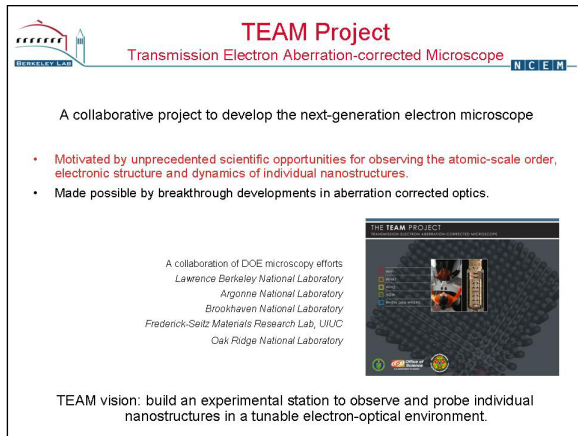 TEAM Project
Transmission Electron Aberration-corrected Microscope
BERKELEY LAB
NCEM
A collaborative project to develop the next-generation electron microscope
• Motivated by unprecedented scientific opportunities for observing the atomic-scale order,
electronic structure and dynamics of individual nanostructures.
• Made possible by breakthrough developments in aberration corrected optics.
A collaboration of DOE microscopy efforts
Lawrence Berkeley National Laboratory
Argonne National Laboratory
Brookhaven National Laboratory
Frederick-Seitz Materials Research Lab, UIUC
Oak Ridge National Laboratory
THE TEAM PROJECT
TRANSMISSION ELECTRON ABERRATION-CORRECTED MICROSCOPE
Office of
Science
TEAM vision: build an experimental station to observe and probe individual
nanostructures in a tunable electron-optical environment.